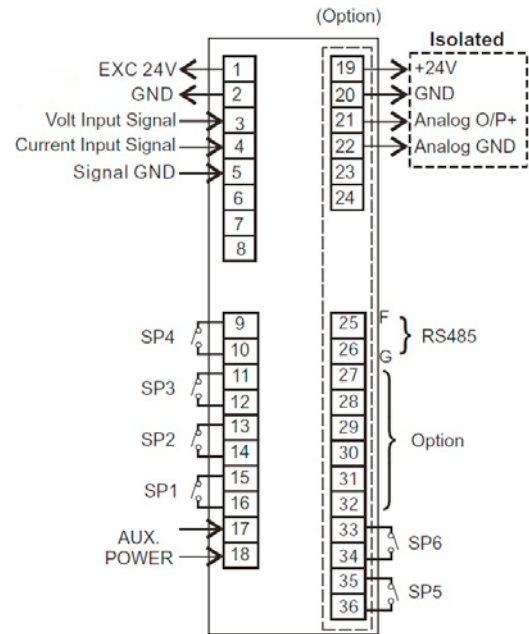 (Option)
Isolated
EXC 24V 1 19 +24V
GND 2 20 GND
Volt Input Signal 3 21 Analog O/P+
Current Input Signal 4 22 Analog GND
Signal GND 5 23
6 24
7
8
SP4 9 25 F RS485
10 26 G
SP3 11 27
12 28
SP2 13 29 Option
14 30
SP1 15 31
16 32
AUX. POWER 17 33 SP6
18 34
35 SP5
36